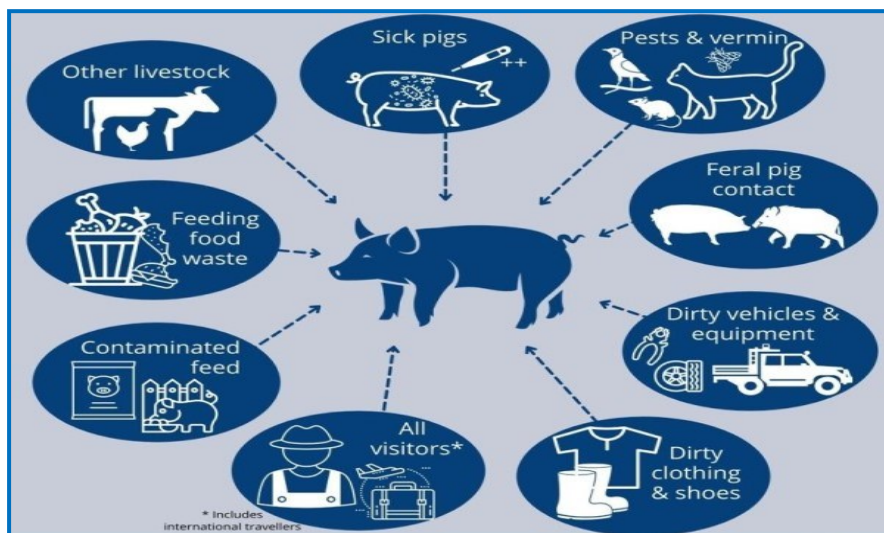 Sick pigs
++
Pests & vermin
Other livestock
Feral pig
contact
Feeding
food
waste
Dirty vehicles &
equipment
Contaminated
feed
All
visitors*
Dirty
clothing
& shoes
* Includes
international travellers